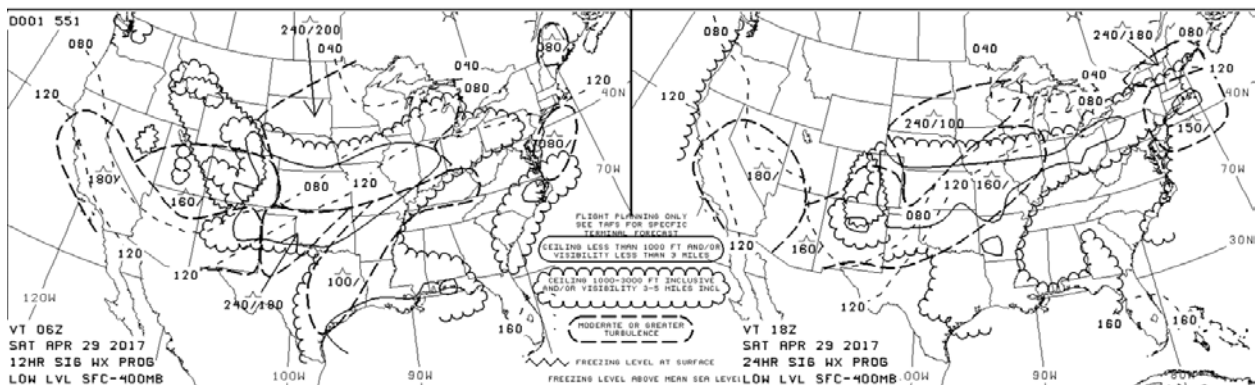 D001 551
240/200
080
040
080/
040
080
120
120
40N
180/
080/
70W
160
080
120
120
120
100/
240/180
120W
160
100W
90W
VT 06Z
SAT APR 29 2017
12HR SIG WX PROG
LOW LVL SFC-400MB
FLIGHT PLANNING ONLY
SEE TAFS FOR SPECFIC
TERMINAL FORECAST
CEILING LESS THAN 1000 FT AND/OR
VISIBILITY LESS THAN 3 MILES
CEILING 1000-3000 FT INCLUSIVE
AND/OR VISIBILITY 3-5 MILES INCL
MODERATE OR GREATER
TURBULENCE
FREEZING LEVEL AT SURFACE
FREEZING LEVEL ABOVE MEAN SEA LEVEL
080
040
240/180
080
120
040
080
120
40N
240/100
150/
70W
180/
120
160/
080
160
30N
120
160
160
VT 18Z
SAT APR 29 2017
24HR SIG WX PROG
LOW LVL SFC-400MB
00W
90W
80W